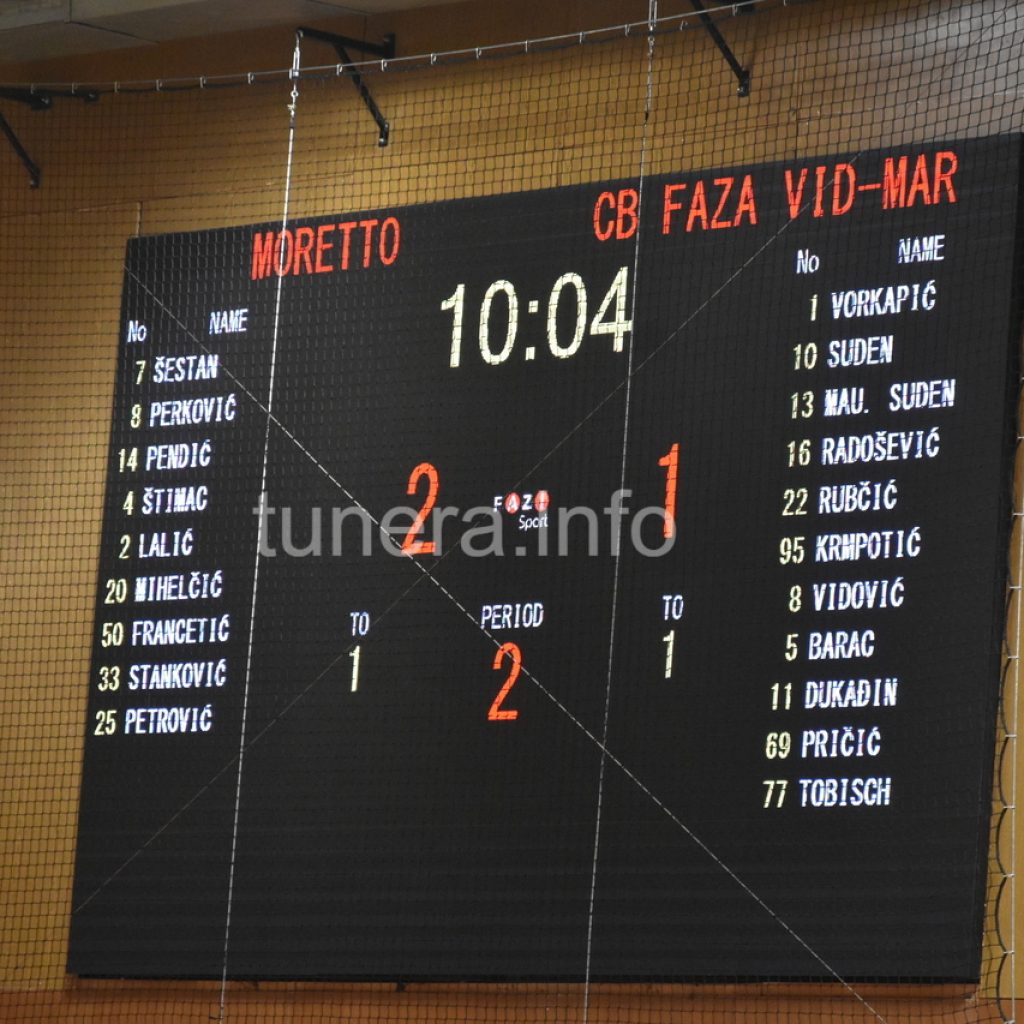 MORETTO
CB FAZA VID-MAR
10:04
No NAME
7 ŠESTAN
8 PERKOVIĆ
14 PENDIĆ
4 ŠTIMAC
2 LALIĆ
20 MIHELČIĆ
50 FRANCETIĆ
33 STANKOVIĆ
25 PETROVIĆ
2
FAZI
Sport
1
TO
1
PERIOD
2
TO
1
No NAME
1 VORKAPIĆ
10 SUDEN
13 MAU. SUDEN
16 RADOŠEVIĆ
22 RUBČIĆ
95 KRMPOTIĆ
8 VIDOVIĆ
5 BARAC
11 DUKAĐIN
69 PRIČIĆ
77 TOBISCH
tunera.info